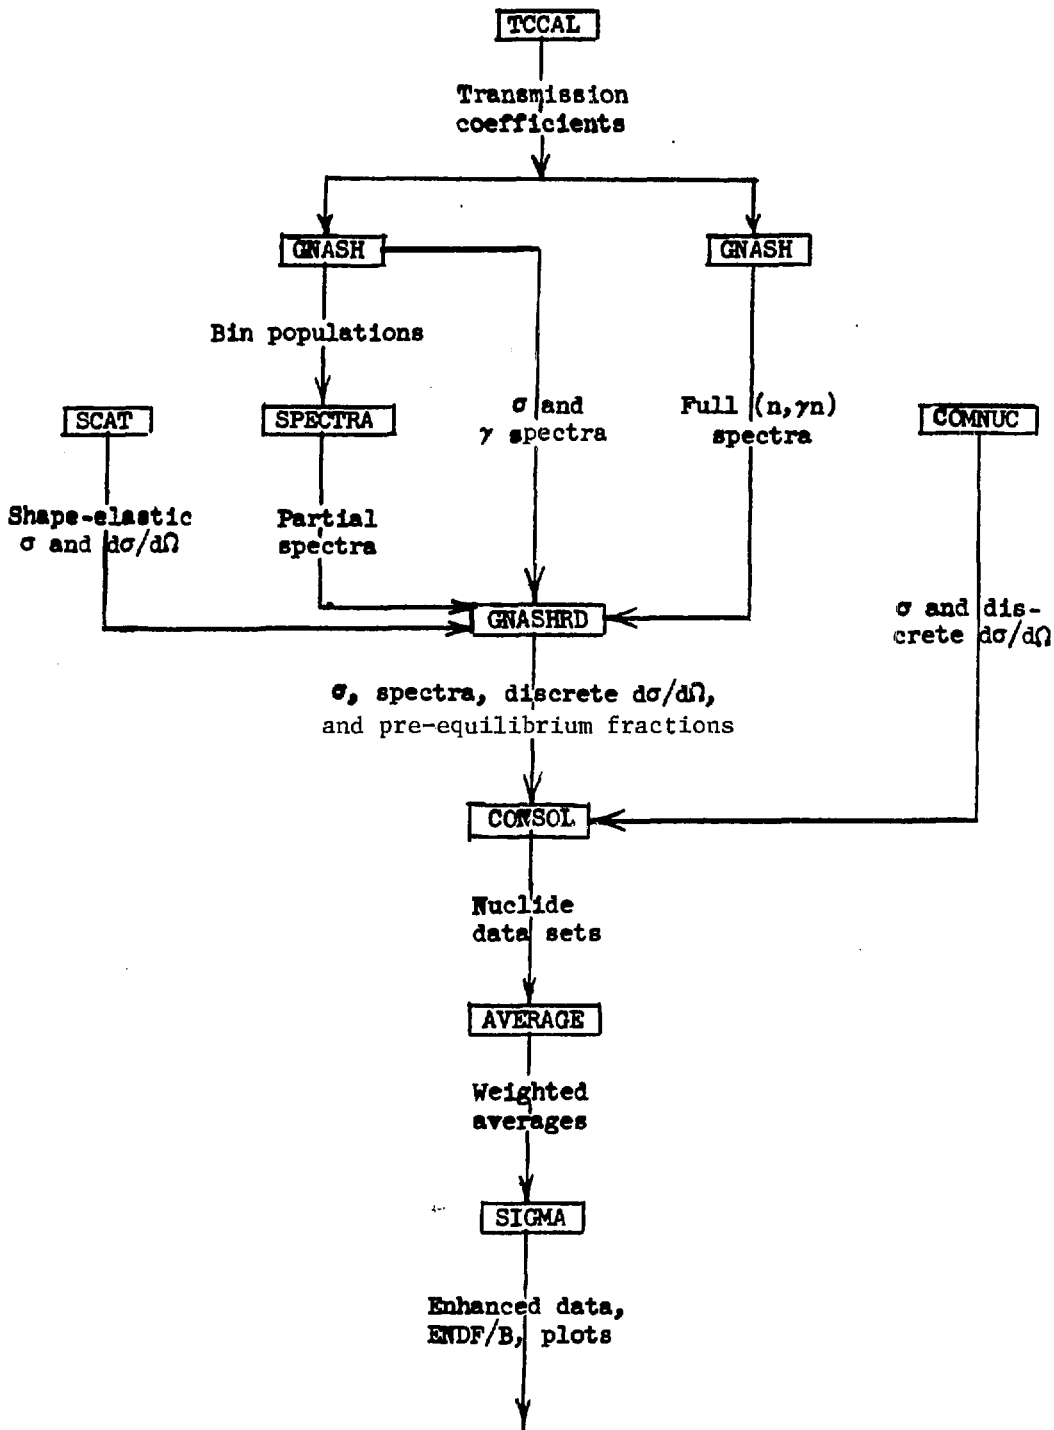 TCCAL
Transmission
coefficients
GNASH
GNASH
Bin populations
SCAT
SPECTRA
σ and
γ spectra
Full (n,γn)
spectra
COMNUC
Shape-elastic
σ and dσ/dΩ
Partial
spectra
GNASHRD
σ and dis-
crete dσ/dΩ
σ, spectra, discrete dσ/dΩ,
and pre-equilibrium fractions
CONSOL
Nuclide
data sets
AVERAGE
Weighted
averages
SIGMA
Enhanced data,
ENDF/B, plots